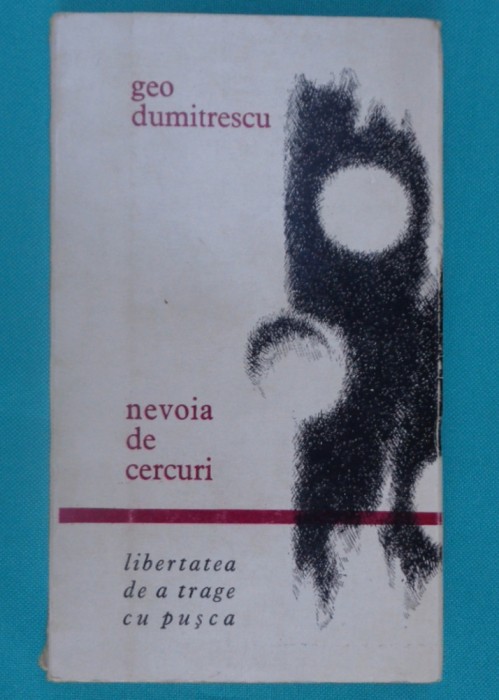 geo
dumitrescu
nevoia
de
cercuri
libertatea
de a trage
cu pușca